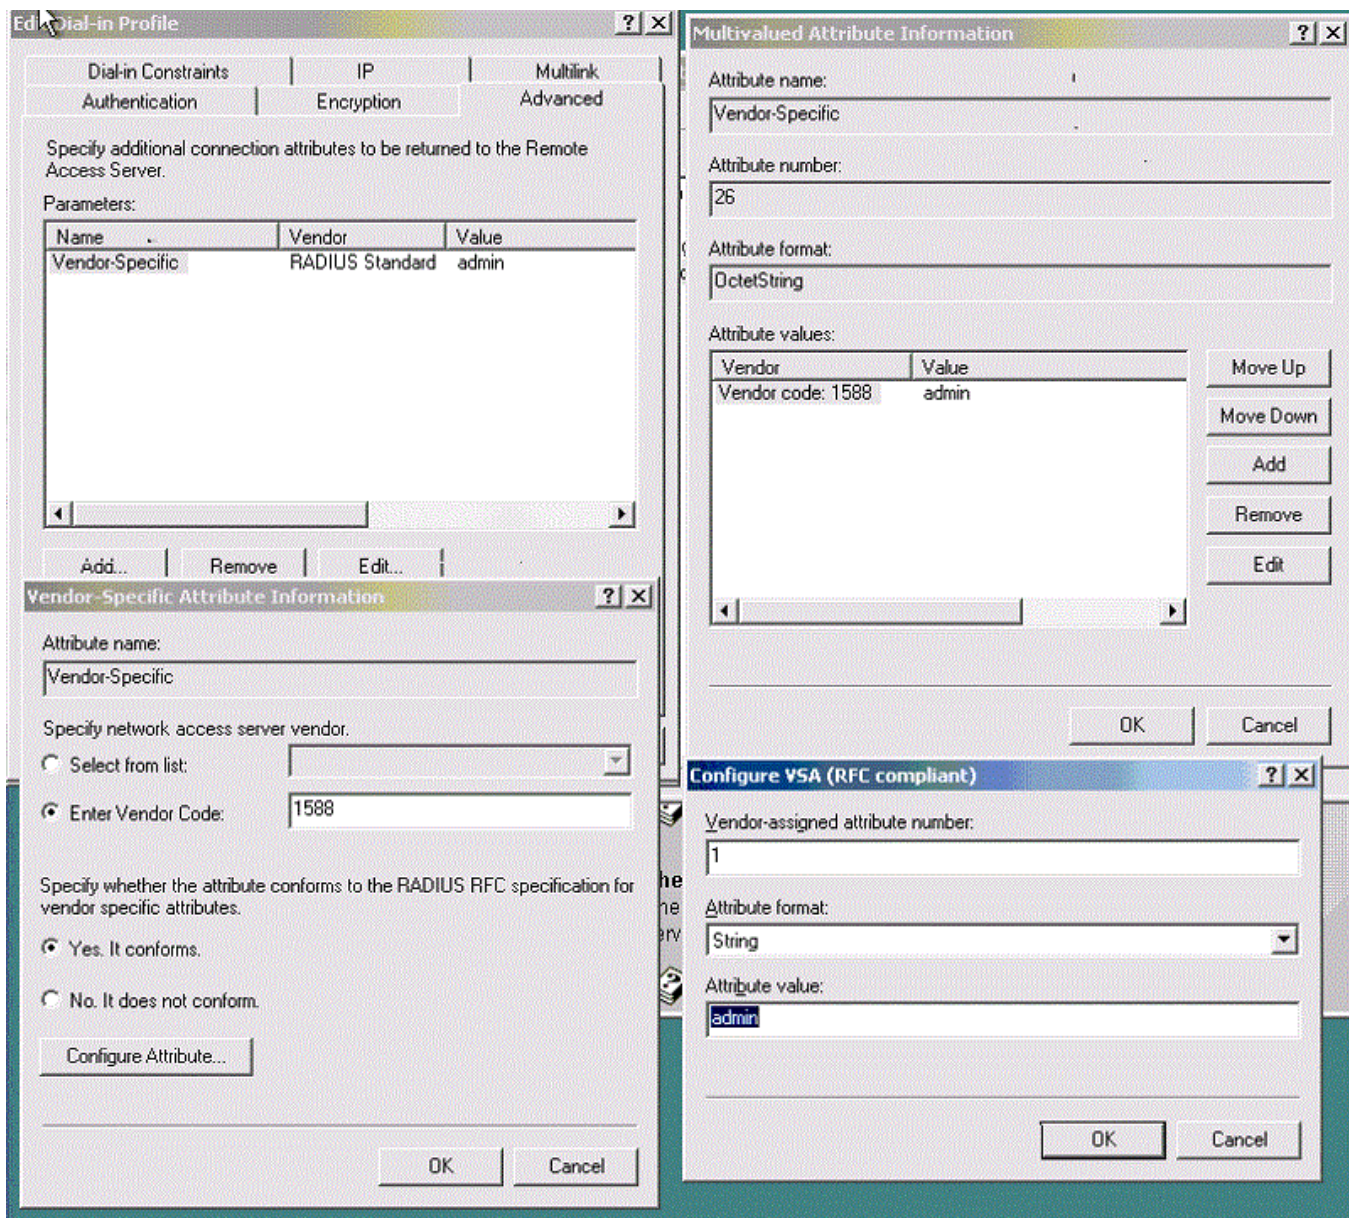 Edit Dial-in Profile
Dial-in Constraints IP Multilink
Authentication Encryption Advanced
Specify additional connection attributes to be returned to the Remote
Access Server.
Parameters:
Name Vendor Value
Vendor-Specific RADIUS Standard admin
Add... Remove Edit...
Multivalued Attribute Information
Attribute name:
Vendor-Specific
Attribute number:
26
Attribute format:
OctetString
Attribute values:
Vendor Value
Vendor code: 1588 admin
Move Up
Move Down
Add
Remove
Edit
OK Cancel
Vendor-Specific Attribute Information
Attribute name:
Vendor-Specific
Specify network access server vendor.
Select from list:
Enter Vendor Code: 1588
Specify whether the attribute conforms to the RADIUS RFC specification for
vendor specific attributes.
Yes. It conforms.
No. It does not conform.
Configure Attribute...
OK Cancel
Configure VSA (RFC compliant)
Vendor-assigned attribute number:
1
Attribute format:
String
Attribute value:
admin
OK Cancel